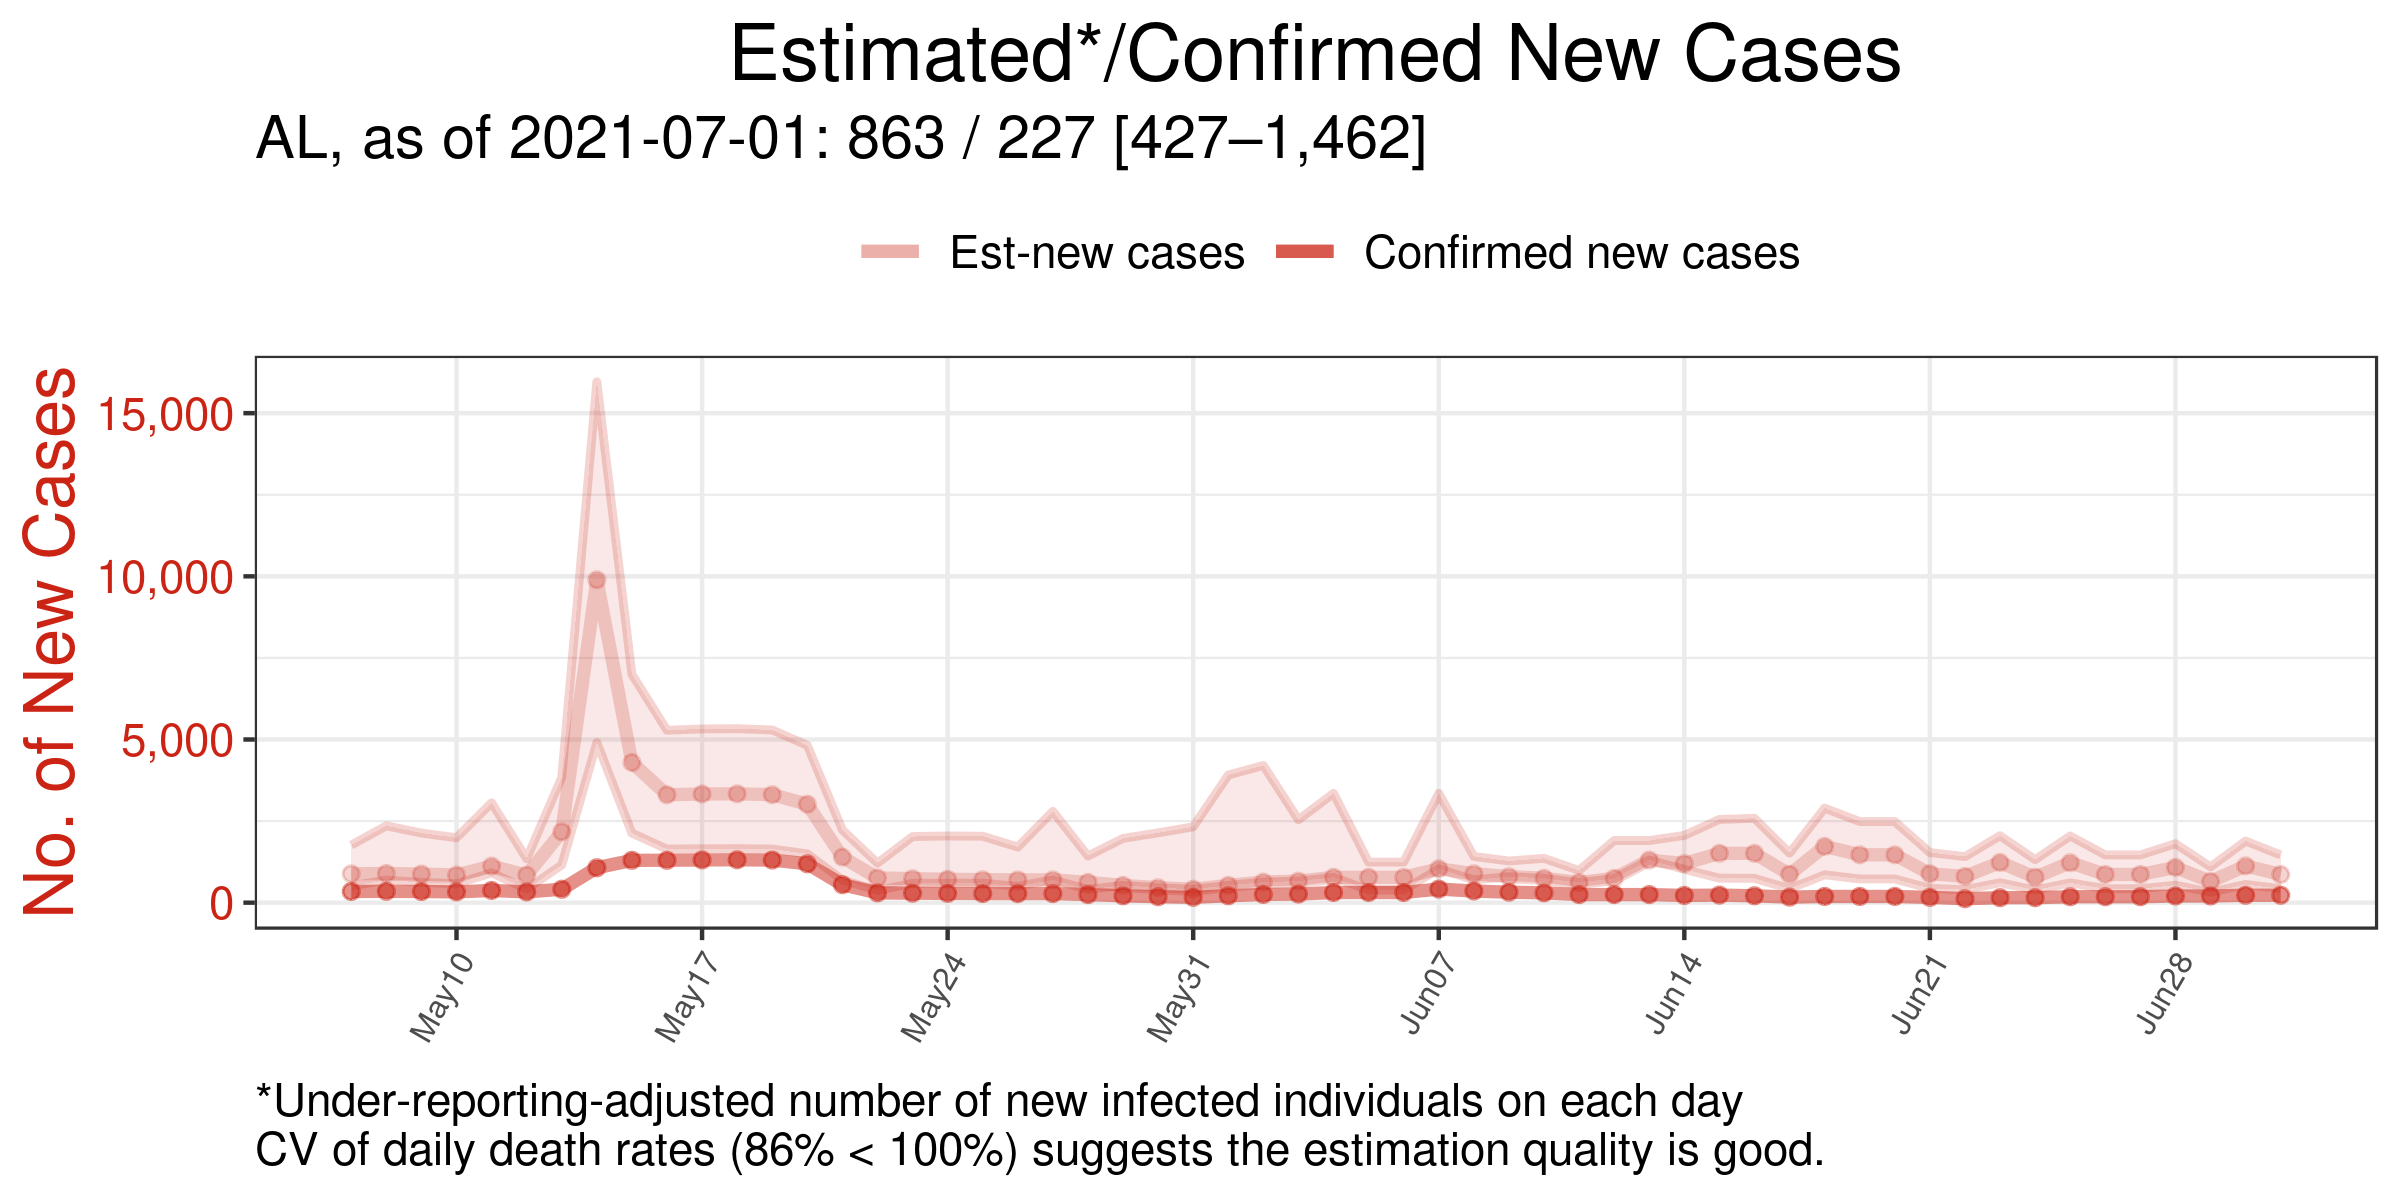 Estimated*/Confirmed New Cases
AL, as of 2021-07-01: 863 / 227 [427–1,462]
Est-new cases
Confirmed new cases
No. of New Cases
15,000
10,000
5,000
0
May10
May17
May24
May31
Jun07
Jun14
Jun21
Jun28
*Under-reporting-adjusted number of new infected individuals on each day
CV of daily death rates (86% < 100%) suggests the estimation quality is good.